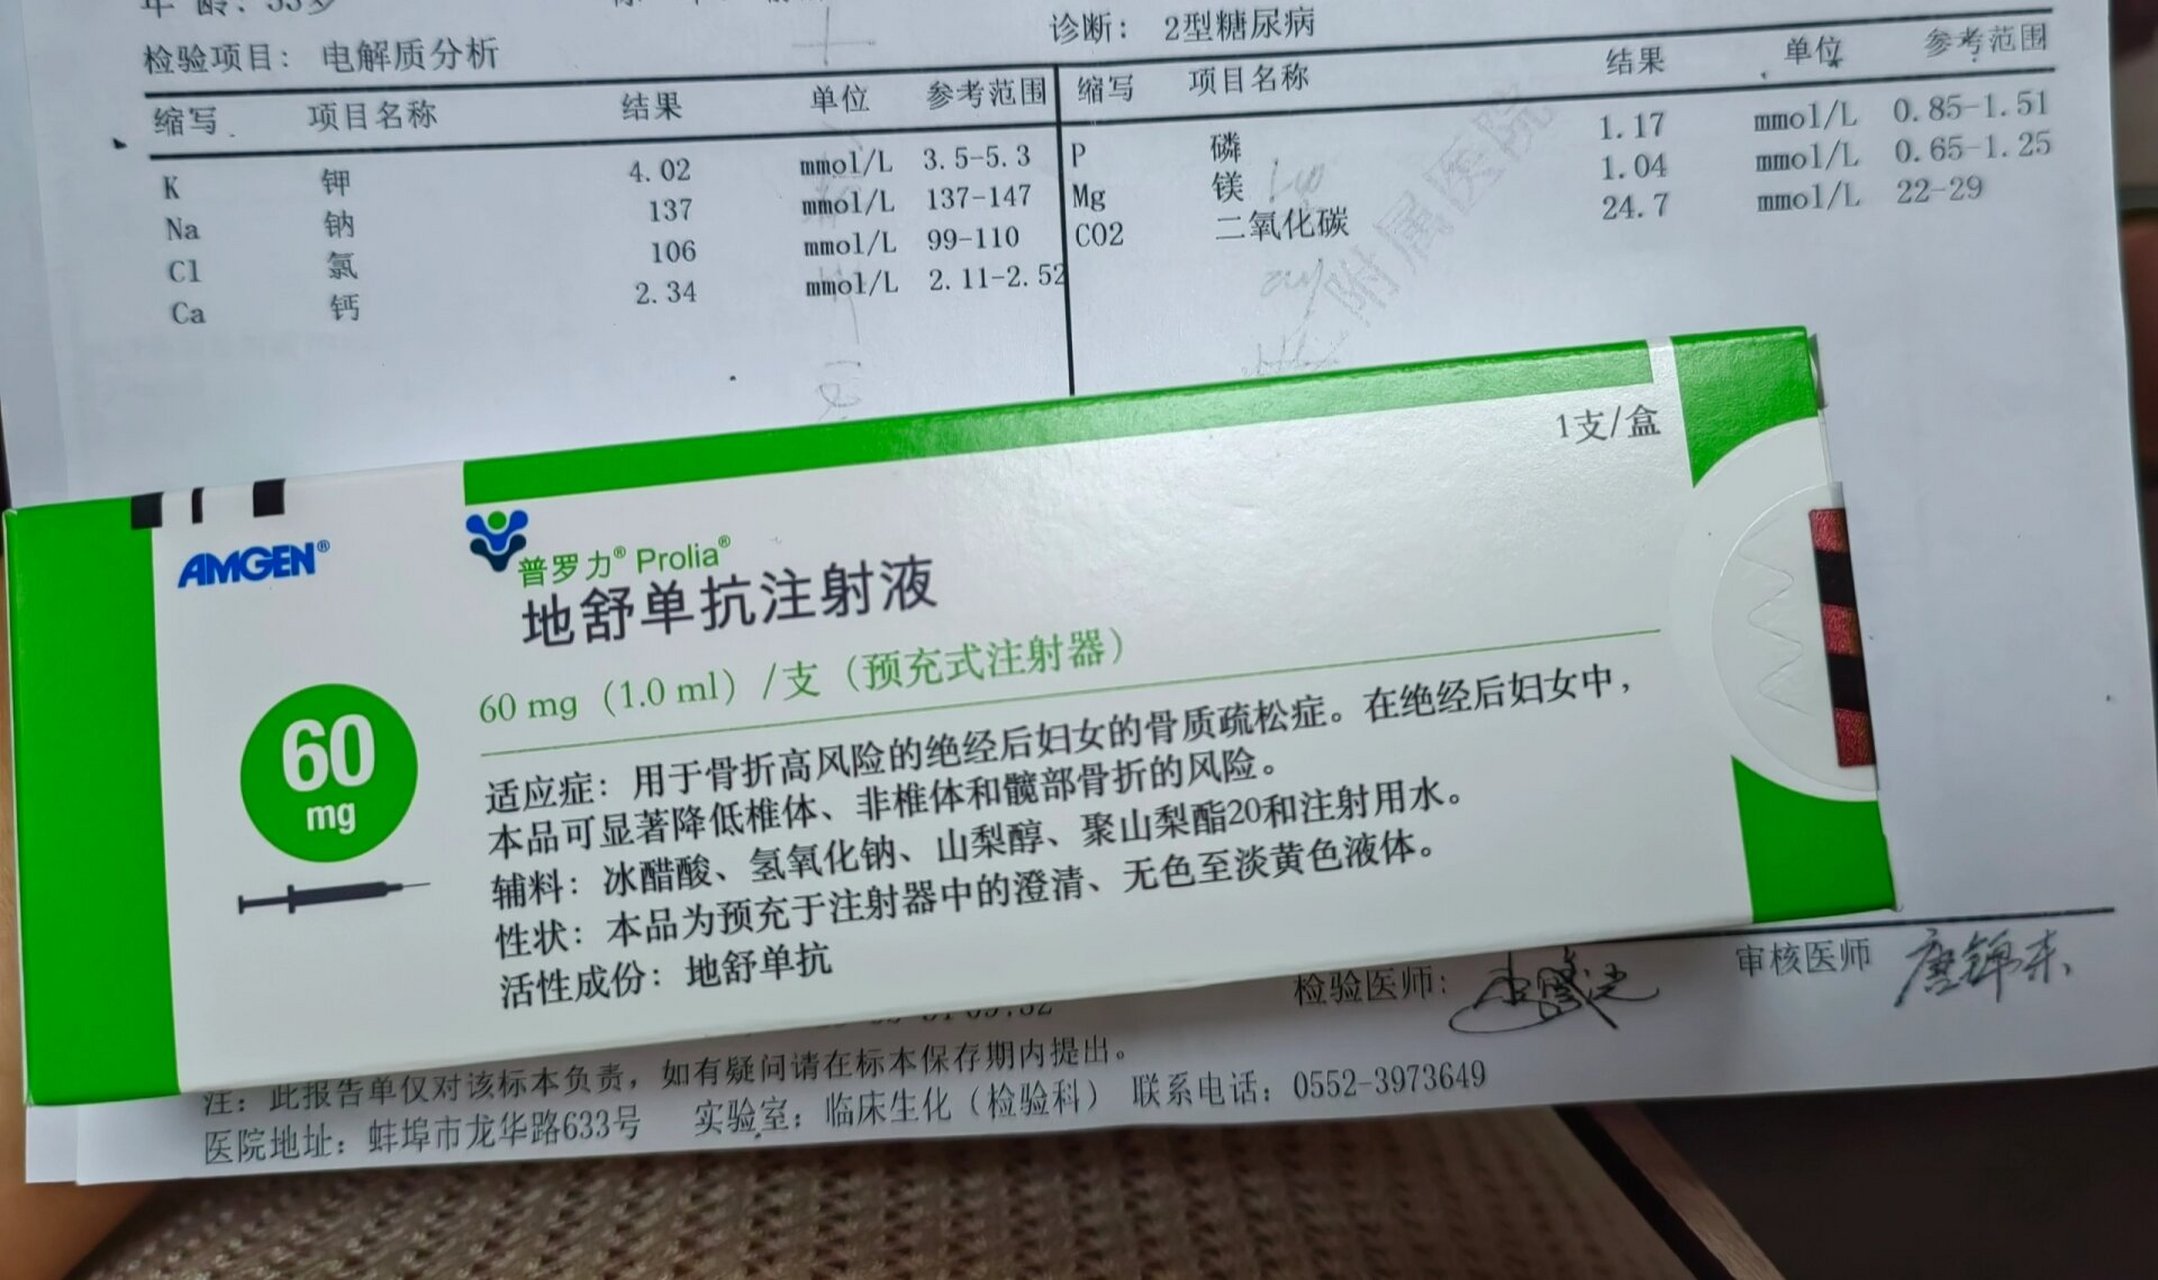 年 龄：55岁
诊断： 2型糖尿病
检验项目： 电解质分析
缩写 项目名称 结果 单位 参考范围 缩写 项目名称 结果 单位 参考范围
K 钾 4.02 mmol/L 3.5-5.3 P 磷 1.17 mmol/L 0.85-1.51
Na 钠 137 mmol/L 137-147 Mg 镁 1.04 mmol/L 0.65-1.25
Cl 氯 106 mmol/L 99-110 CO2 二氧化碳 24.7 mmol/L 22-29
Ca 钙 2.34 mmol/L 2.11-2.52
附属医院
1支/盒
AMGEN®
普罗力® Prolia®
地舒单抗注射液
60 mg（1.0 ml）/支（预充式注射器）
60
mg
适应症：用于骨折高风险的绝经后妇女的骨质疏松症。在绝经后妇女中，
本品可显著降低椎体、非椎体和髋部骨折的风险。
辅料：冰醋酸、氢氧化钠、山梨醇、聚山梨酯20和注射用水。
性状：本品为预充于注射器中的澄清、无色至淡黄色液体。
活性成份：地舒单抗
检验医师： 审核医师
注：此报告单仅对该标本负责，如有疑问请在标本保存期内提出。
医院地址：蚌埠市龙华路633号 实验室：临床生化（检验科） 联系电话：0552-3973649